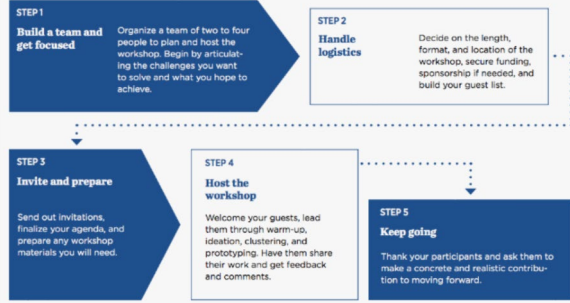 STEP 1
Build a team and
get focused
Organize a team of two to four
people to plan and host the
workshop. Begin by articulat-
ing the challenges you want
to solve and what you hope to
achieve.
STEP 2
Handle
logistics
Decide on the length,
format, and location of the
workshop, secure funding,
sponsorship if needed, and
build your guest list.
STEP 3
Invite and prepare
Send out invitations,
finalize your agenda, and
prepare any workshop
materials you will need.
STEP 4
Host the
workshop
Welcome your guests, lead
them through warm-up,
ideation, clustering, and
prototyping. Have them share
their work and get feedback
and comments.
STEP 5
Keep going
Thank your participants and ask them to
make a concrete and realistic contribu-
tion to moving forward.